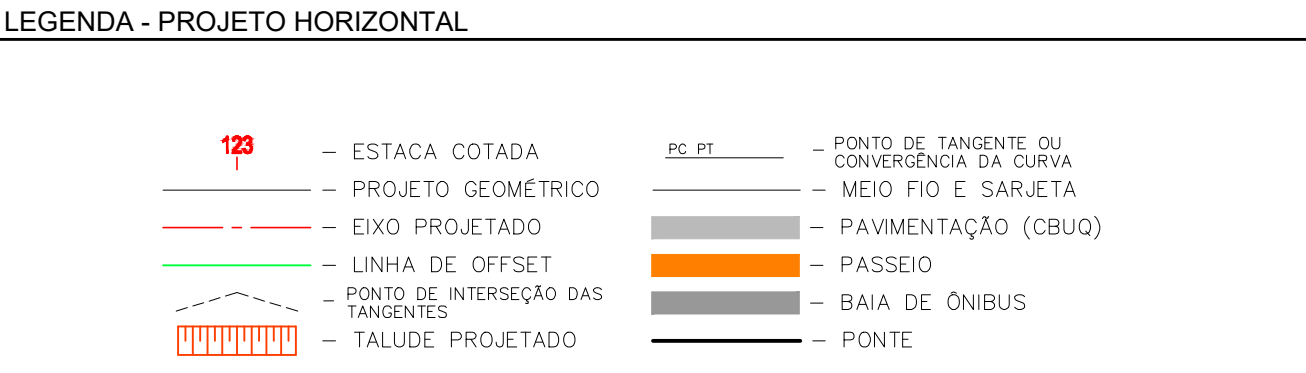 LEGENDA - PROJETO HORIZONTAL
123
– ESTACA COTADA
– PROJETO GEOMÉTRICO
– EIXO PROJETADO
– LINHA DE OFFSET
– PONTO DE INTERSEÇÃO DAS
TANGENTES
– TALUDE PROJETADO
PC PT
– PONTO DE TANGENTE OU
CONVERGÊNCIA DA CURVA
– MEIO FIO E SARJETA
– PAVIMENTAÇÃO (CBUQ)
– PASSEIO
– BAIA DE ÔNIBUS
– PONTE